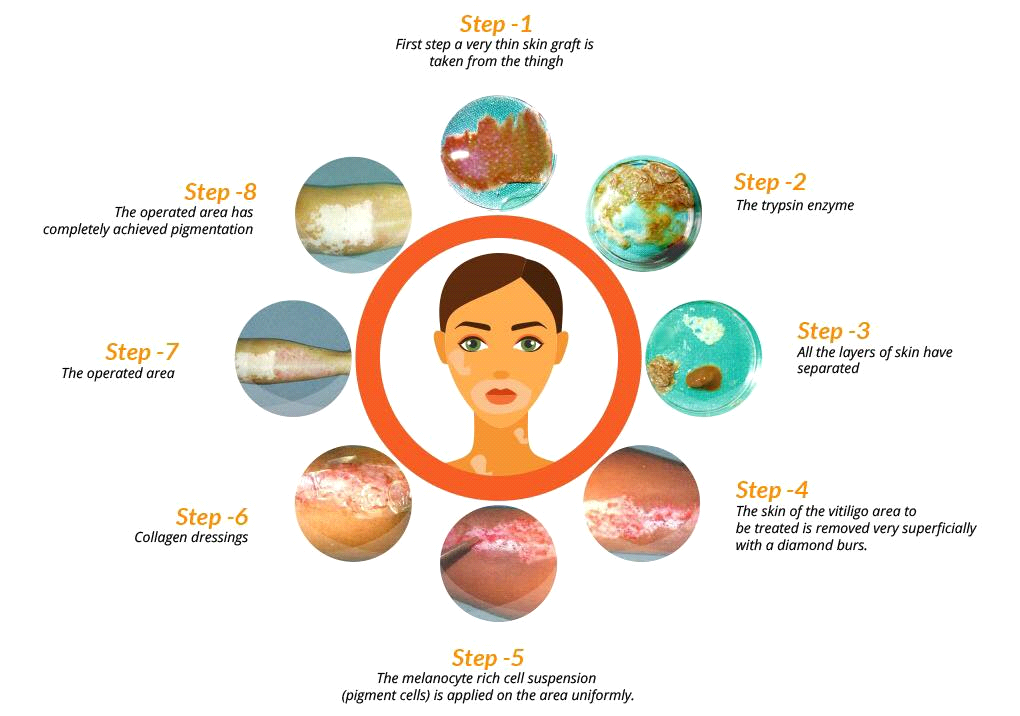 Step -1
First step a very thin skin graft is
taken from the thingh
Step -2
The trypsin enzyme
Step -3
All the layers of skin have
separated
Step -4
The skin of the vitiligo area to
be treated is removed very superficially
with a diamond burs.
Step -5
The melanocyte rich cell suspension
(pigment cells) is applied on the area uniformly.
Step -6
Collagen dressings
Step -7
The operated area
Step -8
The operated area has
completely achieved pigmentation